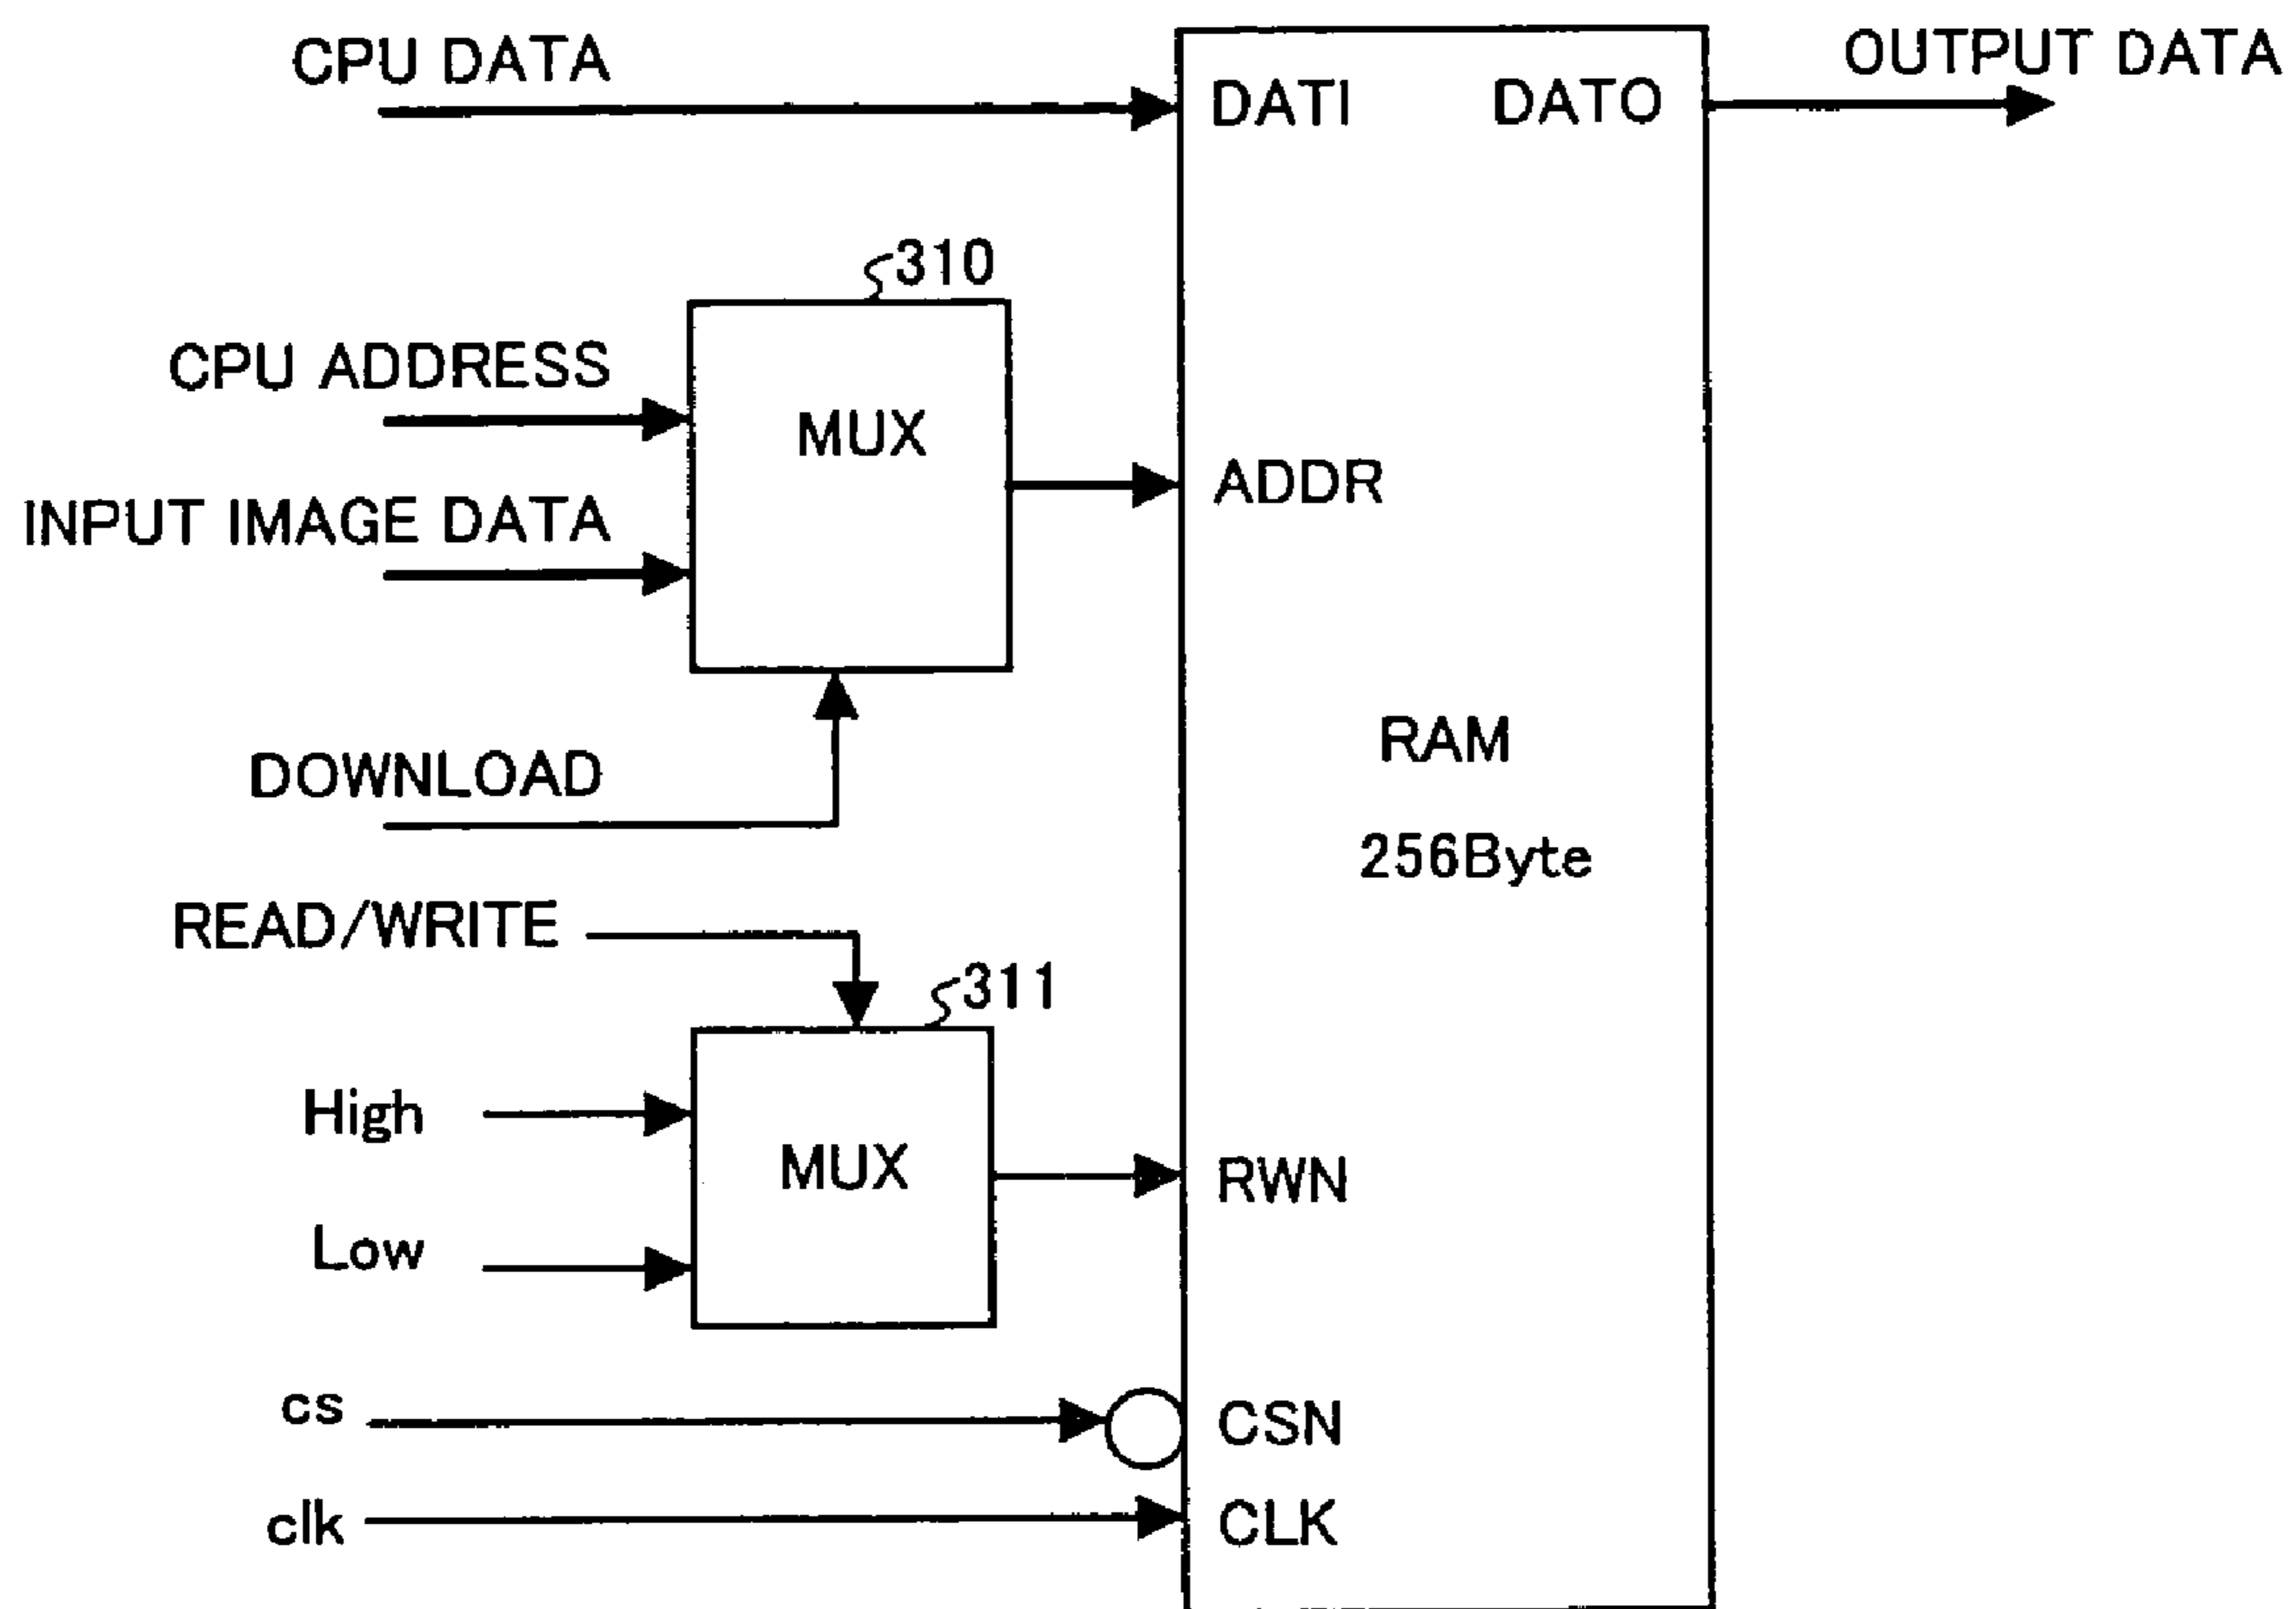 CPU DATA
DATI
DATO
OUTPUT DATA
310
CPU ADDRESS
MUX
INPUT IMAGE DATA
ADDR
DOWNLOAD
RAM
256Byte
READ/WRITE
311
High
MUX
RWN
Low
cs
CSN
clk
CLK